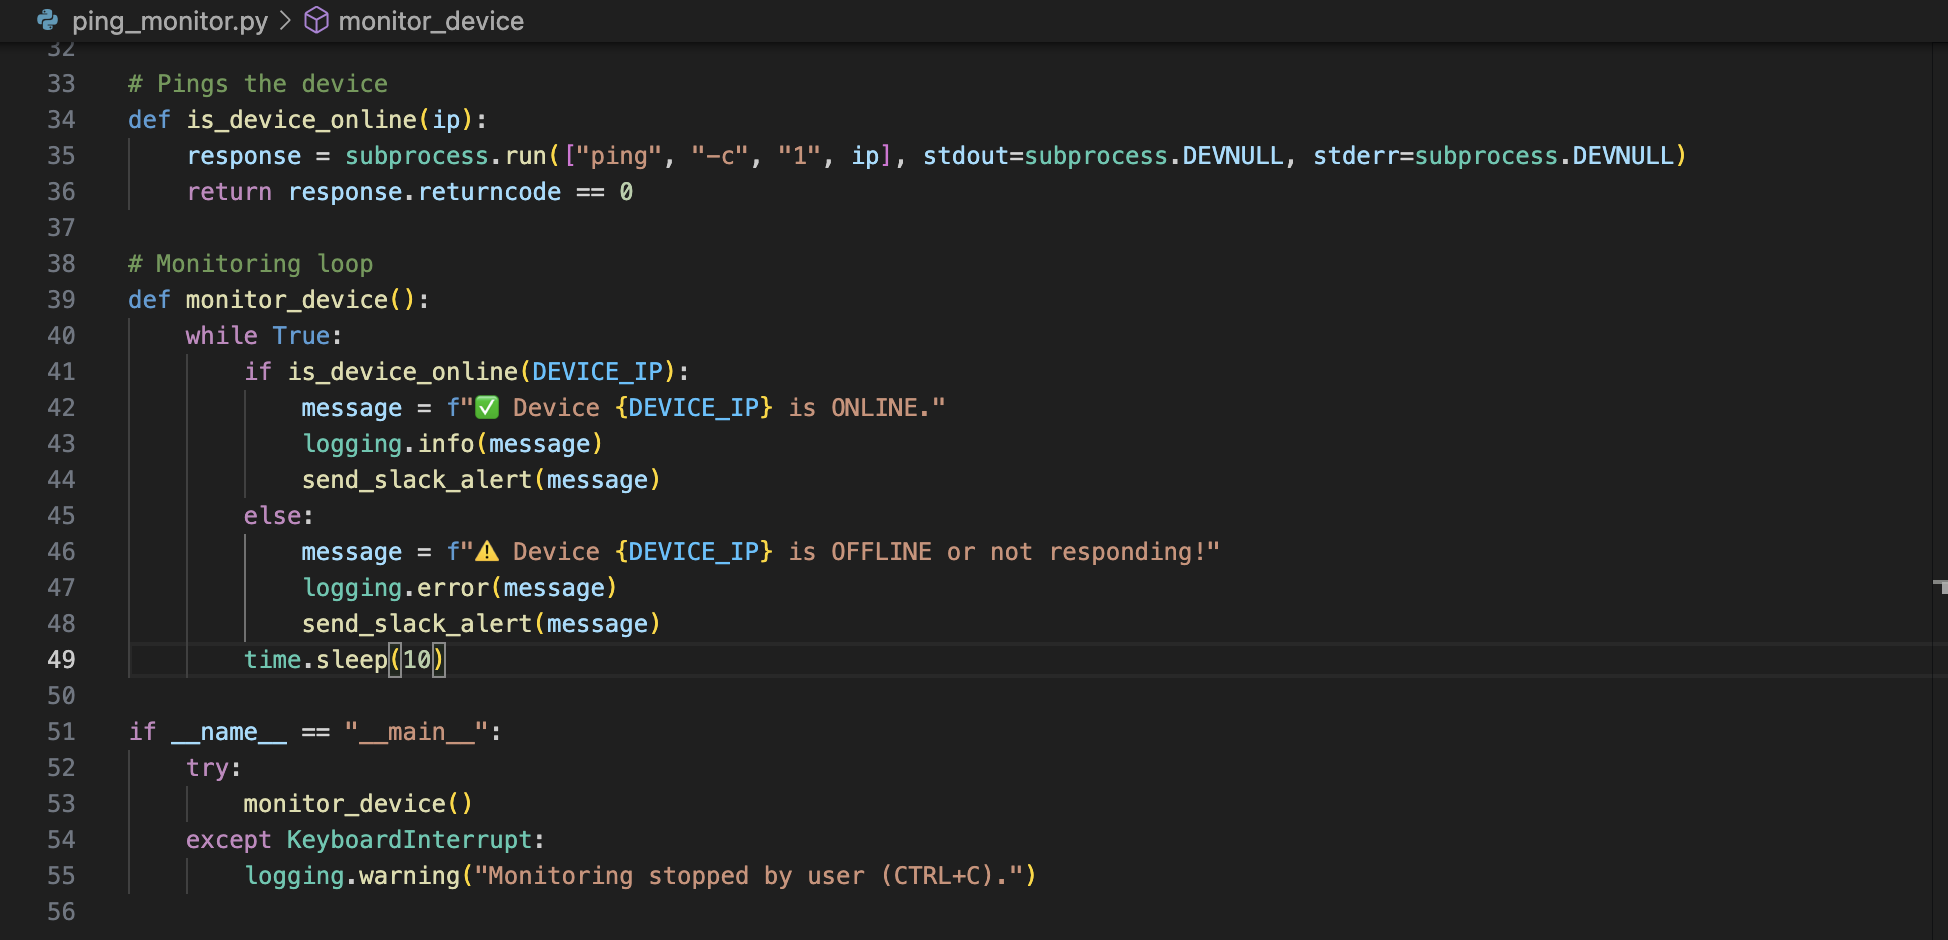 ping_monitor.py > monitor_device
32
33 # Pings the device
34 def is_device_online(ip):
35     response = subprocess.run(["ping", "-c", "1", ip], stdout=subprocess.DEVNULL, stderr=subprocess.DEVNULL)
36     return response.returncode == 0
37
38 # Monitoring loop
39 def monitor_device():
40     while True:
41         if is_device_online(DEVICE_IP):
42             message = f"✅ Device {DEVICE_IP} is ONLINE."
43             logging.info(message)
44             send_slack_alert(message)
45         else:
46             message = f"⚠️ Device {DEVICE_IP} is OFFLINE or not responding!"
47             logging.error(message)
48             send_slack_alert(message)
49         time.sleep(10)
50
51 if __name__ == "__main__":
52     try:
53         monitor_device()
54     except KeyboardInterrupt:
55         logging.warning("Monitoring stopped by user (CTRL+C).")
56